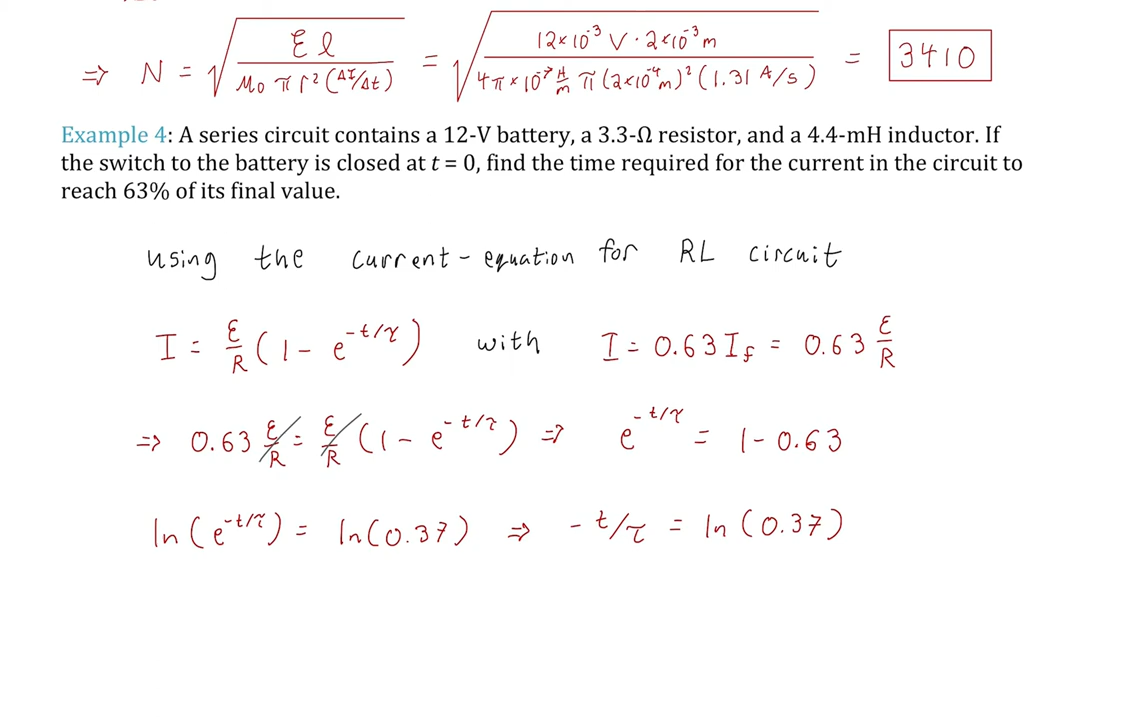 ⇒ N = √(Ɛ ℓ / μ₀ π r² (ΔI/Δt)) = √(12×10⁻³ V · 2×10⁻³ m / 4π×10⁻⁷ H/m π (2×10⁻⁴ m)² (1.31 A/s)) = 3410
Example 4: A series circuit contains a 12-V battery, a 3.3-Ω resistor, and a 4.4-mH inductor. If
the switch to the battery is closed at t = 0, find the time required for the current in the circuit to
reach 63% of its final value.
using the current-equation for RL circuit
I = Ɛ/R (1 - e^(-t/τ)) with I = 0.63 I_f = 0.63 Ɛ/R
⇒ 0.63 Ɛ/R = Ɛ/R (1 - e^(-t/τ)) ⇒ e^(-t/τ) = 1 - 0.63
ln(e^(-t/τ)) = ln(0.37) ⇒ - t/τ = ln(0.37)